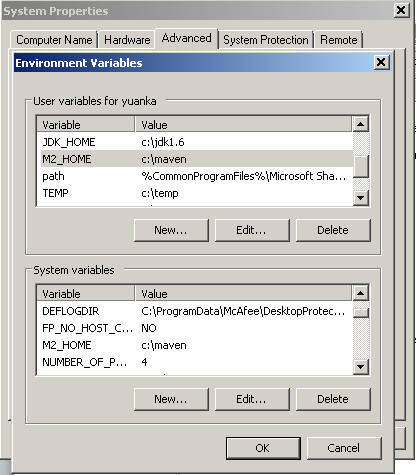 System Properties
Computer Name Hardware Advanced System Protection Remote
Environment Variables
User variables for yuanka
Variable Value
JDK_HOME c:\jdk1.6
M2_HOME c:\maven
path %CommonProgramFiles%\Microsoft Sha...
TEMP c:\temp
New... Edit... Delete
System variables
Variable Value
DEFLOGDIR C:\ProgramData\McAfee\DesktopProtec...
FP_NO_HOST_C... NO
M2_HOME c:\maven
NUMBER_OF_P... 4
New... Edit... Delete
OK Cancel